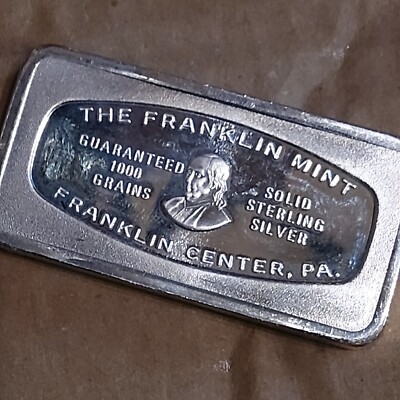 THE FRANKLIN MINT
GUARANTEED
1000
GRAINS
SOLID
STERLING
SILVER
FRANKLIN CENTER, PA.